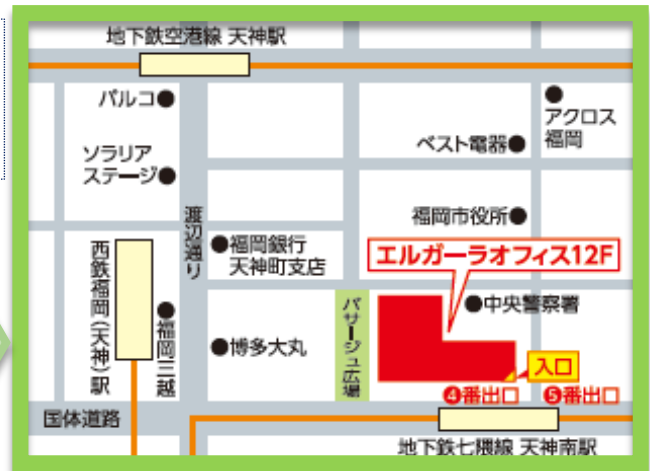 地下鉄空港線 天神駅
パルコ●
●
アクロス
福岡
ソラリア
ステージ●
ベスト電器●
渡辺通り
福岡市役所●
●福岡銀行
天神町支店
エルガーラオフィス12F
西鉄福岡(天神)駅
●福岡三越
パサージュ広場
●中央警察署
●博多大丸
入口
❹番出口 ❺番出口
国体道路
地下鉄七隈線 天神南駅